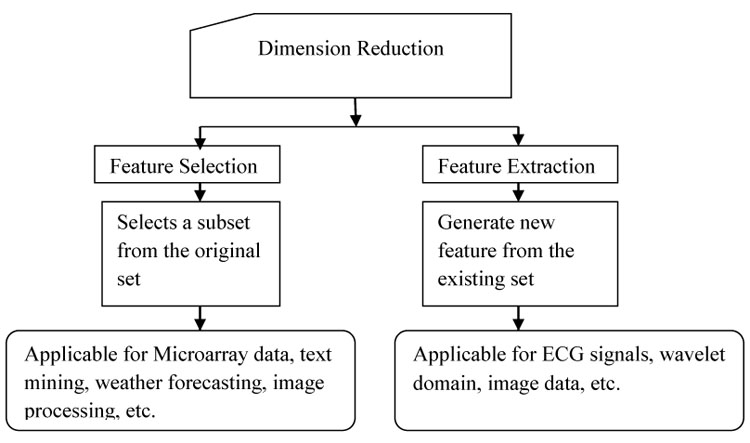 Dimension Reduction
Feature Selection
Feature Extraction
Selects a subset
from the original
set
Generate new
feature from the
existing set
Applicable for Microarray data, text
mining, weather forecasting, image
processing, etc.
Applicable for ECG signals, wavelet
domain, image data, etc.